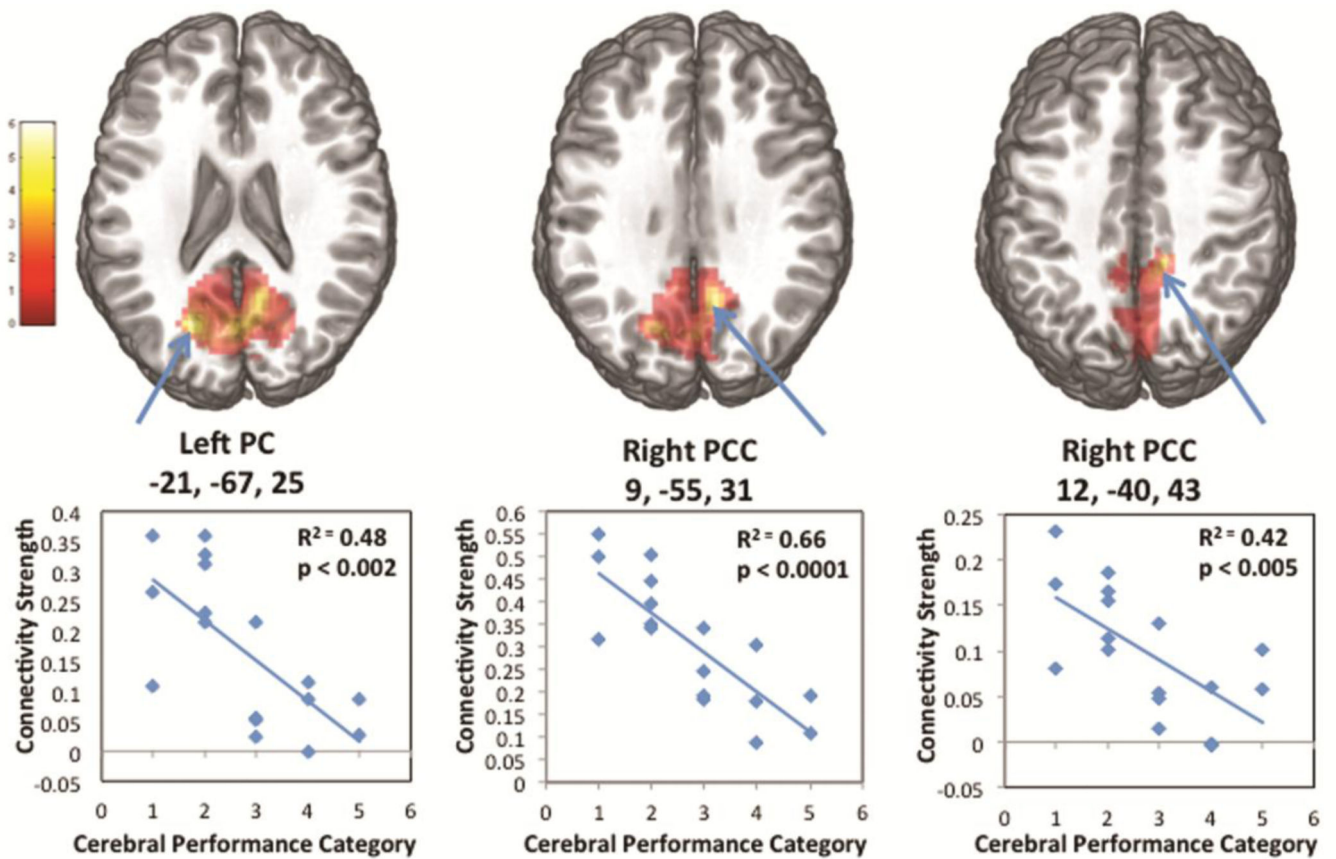 6
5
4
3
2
1
0
Left PC
-21, -67, 25
Right PCC
9, -55, 31
Right PCC
12, -40, 43
Connectivity Strength
0.4
0.35
0.3
0.25
0.2
0.15
0.1
0.05
0
-0.05
R² = 0.48
p < 0.002
0 1 2 3 4 5 6
Cerebral Performance Category
Connectivity Strength
0.6
0.55
0.5
0.45
0.4
0.35
0.3
0.25
0.2
0.15
0.1
0.05
0
R² = 0.66
p < 0.0001
0 1 2 3 4 5 6
Cerebral Performance Category
Connectivity Strength
0.25
0.2
0.15
0.1
0.05
0
-0.05
R² = 0.42
p < 0.005
0 1 2 3 4 5 6
Cerebral Performance Category